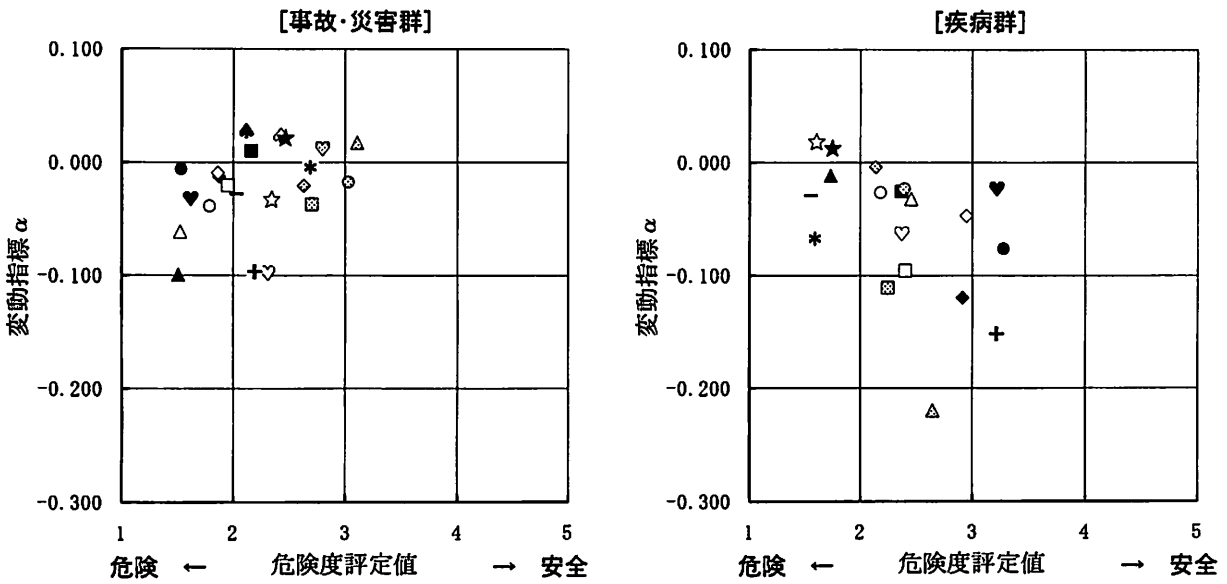 [事故・災害群]
0.100
0.000
-0.100
-0.200
-0.300
変動指標 α
1 2 3 4 5
危険 ← 危険度評定値 → 安全
[疾病群]
0.100
0.000
-0.100
-0.200
-0.300
変動指標 α
1 2 3 4 5
危険 ← 危険度評定値 → 安全